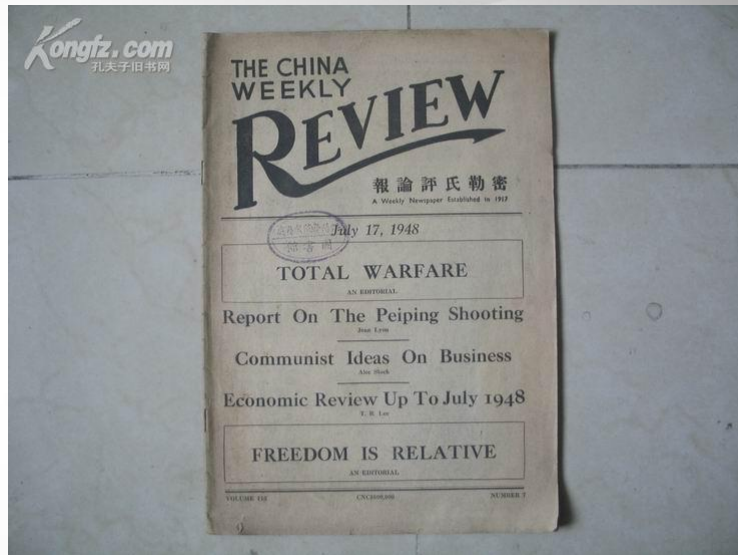 Kongfz.com
孔夫子旧书网
THE CHINA
WEEKLY
REVIEW
報論評氏勒密
A Weekly Newspaper Established in 1917
July 17, 1948
TOTAL WARFARE
AN EDITORIAL
Report On The Peiping Shooting
Jean Lyon
Communist Ideas On Business
Economic Review Up To July 1948
FREEDOM IS RELATIVE
AN EDITORIAL
VOLUME
NUMBER 7